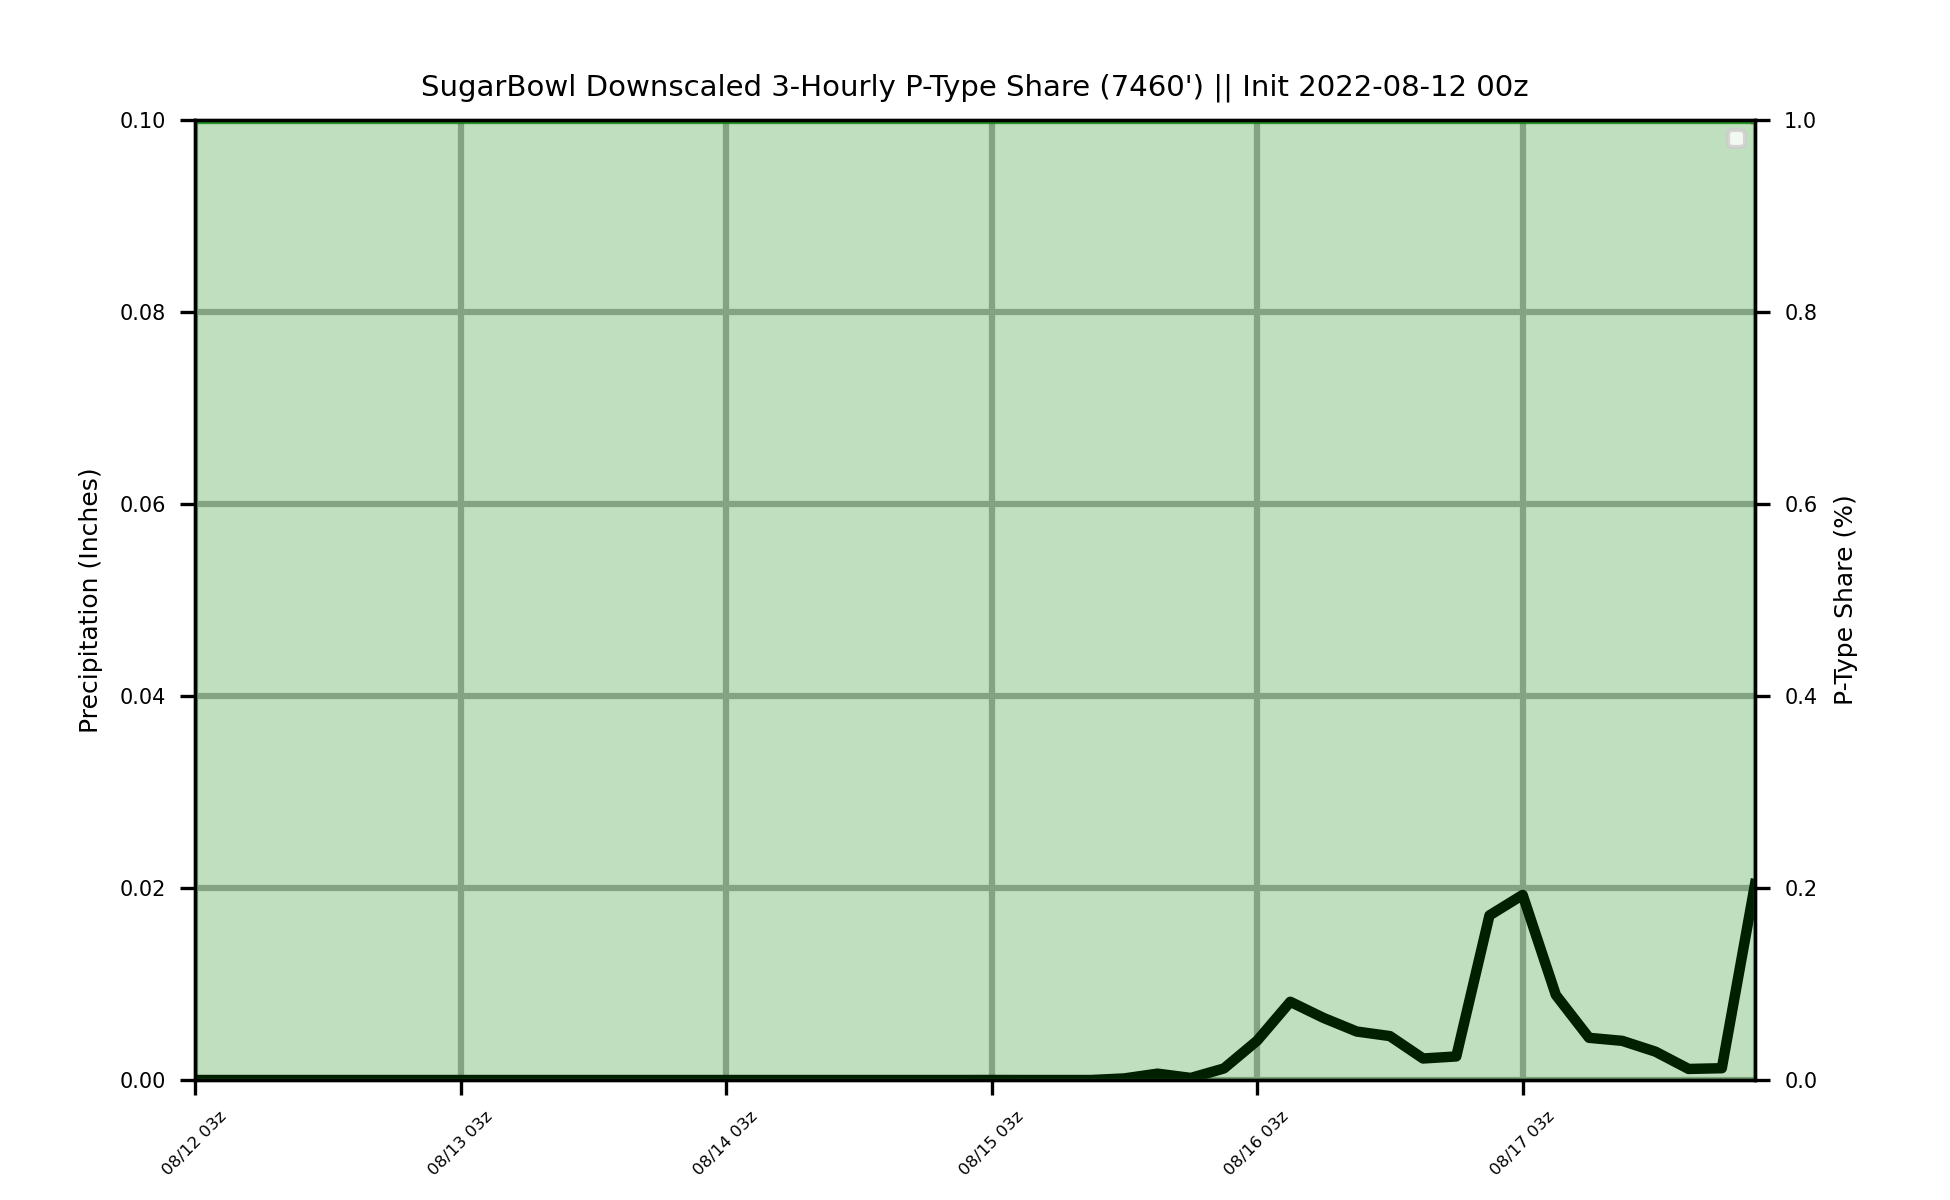 SugarBowl Downscaled 3-Hourly P-Type Share (7460') || Init 2022-08-12 00z
Precipitation (Inches)
0.10
0.08
0.06
0.04
0.02
0.00
1.0
0.8
0.6
0.4
0.2
0.0
P-Type Share (%)
08/12 03z
08/13 03z
08/14 03z
08/15 03z
08/16 03z
08/17 03z